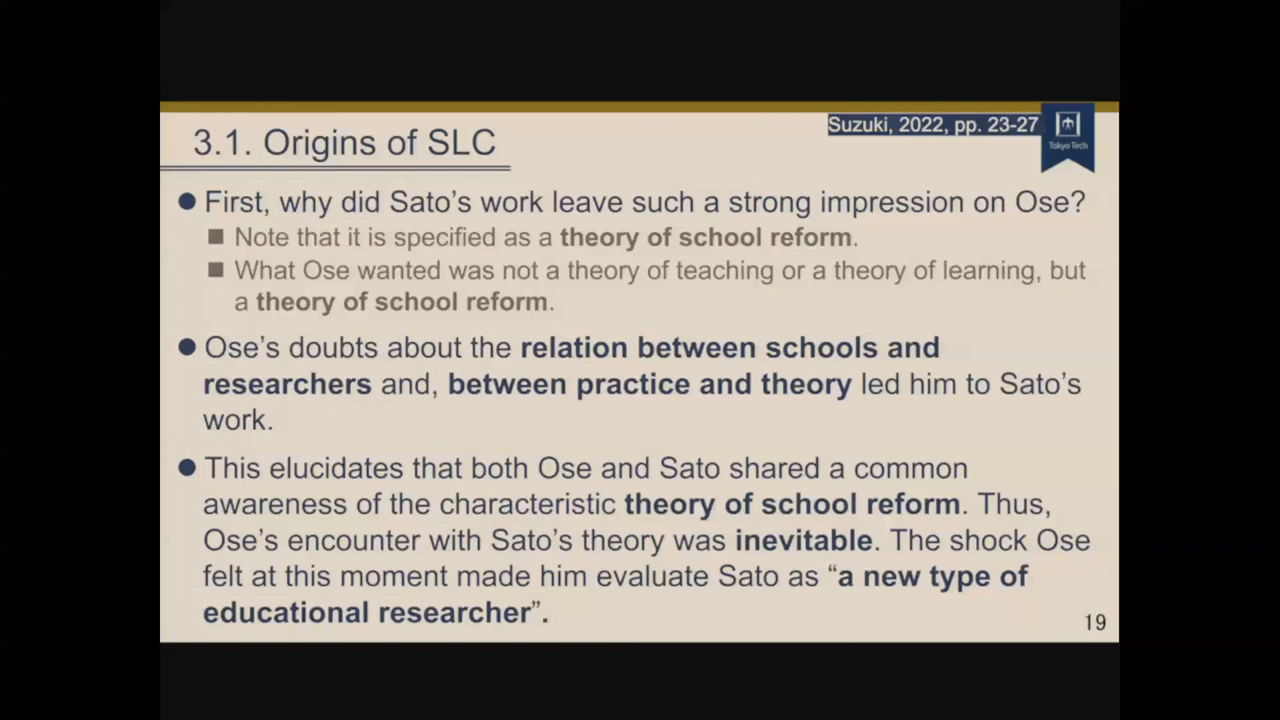 Suzuki, 2022, pp. 23-27
Tokyo Tech
3.1. Origins of SLC
● First, why did Sato’s work leave such a strong impression on Ose?
■ Note that it is specified as a theory of school reform.
■ What Ose wanted was not a theory of teaching or a theory of learning, but
a theory of school reform.
● Ose’s doubts about the relation between schools and
researchers and, between practice and theory led him to Sato’s
work.
● This elucidates that both Ose and Sato shared a common
awareness of the characteristic theory of school reform. Thus,
Ose’s encounter with Sato’s theory was inevitable. The shock Ose
felt at this moment made him evaluate Sato as “a new type of
educational researcher”.
19